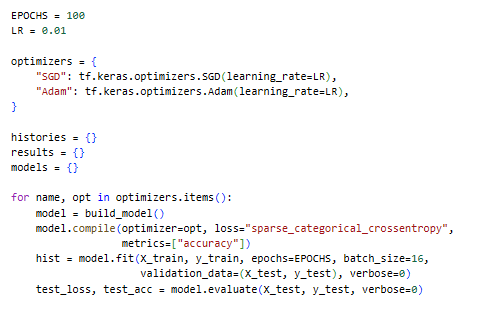 EPOCHS = 100
LR = 0.01

optimizers = {
    "SGD": tf.keras.optimizers.SGD(learning_rate=LR),
    "Adam": tf.keras.optimizers.Adam(learning_rate=LR),
}

histories = {}
results = {}
models = {}

for name, opt in optimizers.items():
    model = build_model()
    model.compile(optimizer=opt, loss="sparse_categorical_crossentropy",
                  metrics=["accuracy"])
    hist = model.fit(X_train, y_train, epochs=EPOCHS, batch_size=16,
                     validation_data=(X_test, y_test), verbose=0)
    test_loss, test_acc = model.evaluate(X_test, y_test, verbose=0)